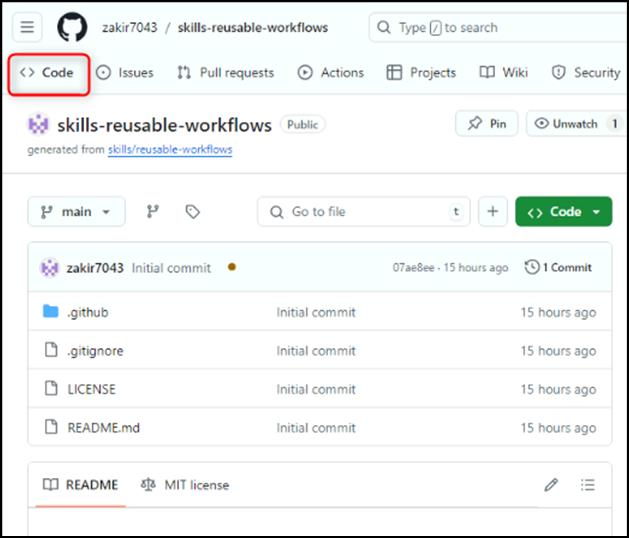 zakir7043 / skills-reusable-workflows Type / to search
Code Issues Pull requests Actions Projects Wiki Security
skills-reusable-workflows Public Pin Unwatch 1
generated from skills/reusable-workflows
main Go to file t + Code
zakir7043 Initial commit 07ae8ee · 15 hours ago 1 Commit
.github Initial commit 15 hours ago
.gitignore Initial commit 15 hours ago
LICENSE Initial commit 15 hours ago
README.md Initial commit 15 hours ago
README MIT license